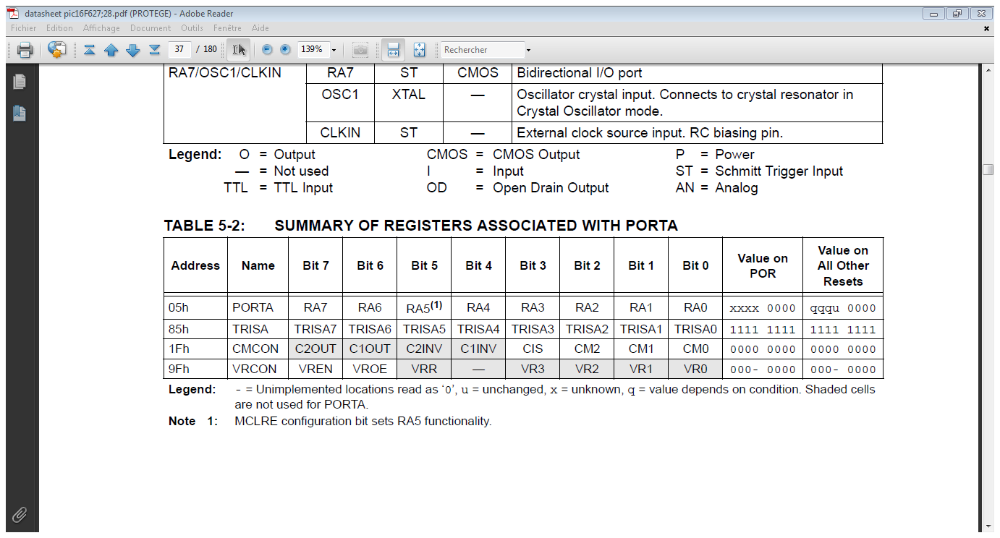 datasheet pic16F627;28.pdf (PROTEGE) - Adobe Reader
Fichier Edition Affichage Document Outils Fenêtre Aide
37 / 180 139% Rechercher
RA7/OSC1/CLKIN RA7 ST CMOS Bidirectional I/O port
OSC1 XTAL — Oscillator crystal input. Connects to crystal resonator in
Crystal Oscillator mode.
CLKIN ST — External clock source input. RC biasing pin.
Legend: O = Output CMOS = CMOS Output P = Power
— = Not used I = Input ST = Schmitt Trigger Input
TTL = TTL Input OD = Open Drain Output AN = Analog
TABLE 5-2: SUMMARY OF REGISTERS ASSOCIATED WITH PORTA
Address Name Bit 7 Bit 6 Bit 5 Bit 4 Bit 3 Bit 2 Bit 1 Bit 0 Value on POR Value on All Other Resets
05h PORTA RA7 RA6 RA5(1) RA4 RA3 RA2 RA1 RA0 xxxx 0000 qqqu 0000
85h TRISA TRISA7 TRISA6 TRISA5 TRISA4 TRISA3 TRISA2 TRISA1 TRISA0 1111 1111 1111 1111
1Fh CMCON C2OUT C1OUT C2INV C1INV CIS CM2 CM1 CM0 0000 0000 0000 0000
9Fh VRCON VREN VROE VRR — VR3 VR2 VR1 VR0 000- 0000 000- 0000
Legend: - = Unimplemented locations read as ‘0’, u = unchanged, x = unknown, q = value depends on condition. Shaded cells
are not used for PORTA.
Note 1: MCLRE configuration bit sets RA5 functionality.